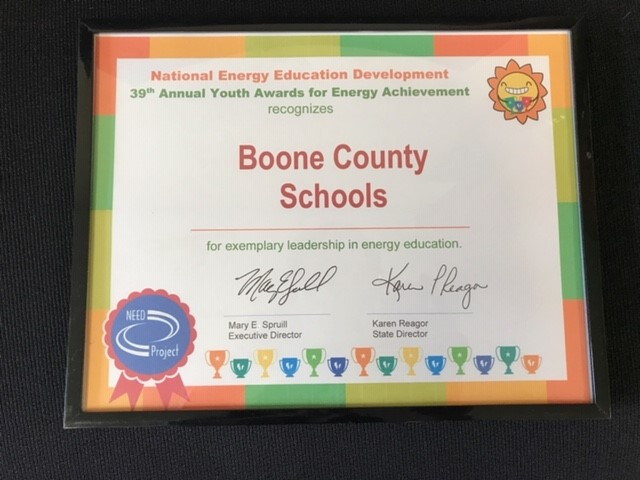 National Energy Education Development
39th Annual Youth Awards for Energy Achievement
recognizes
Boone County
Schools
for exemplary leadership in energy education.
Mary E. Spruill
Executive Director
Karen Reagor
State Director
NEED
Project